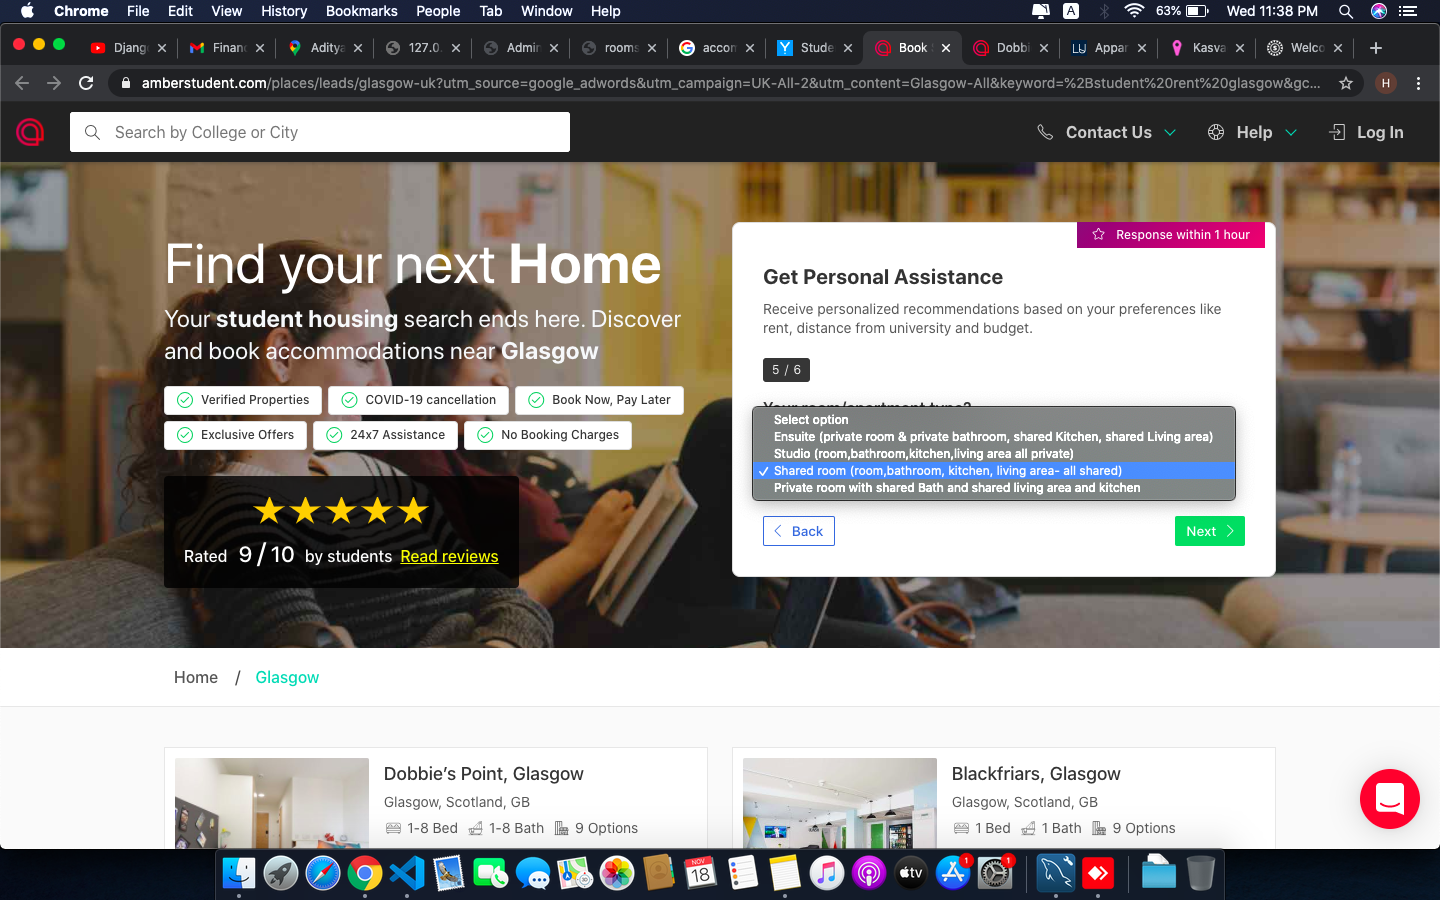 Chrome File Edit View History Bookmarks People Tab Window Help A 63% Wed 11:38 PM
Djang Financ Aditya 127.0. Admin rooms accom Stude Book Dobbi LU Appar Kasva Welco
amberstudent.com/places/leads/glasgow-uk?utm_source=google_adwords&utm_campaign=UK-All-2&utm_content=Glasgow-All&keyword=%2Bstudent%20rent%20glasgow&gc... H
Search by College or City Contact Us Help Log In
Response within 1 hour
Find your next Home
Your student housing search ends here. Discover
and book accommodations near Glasgow
Verified Properties COVID-19 cancellation Book Now, Pay Later
Exclusive Offers 24x7 Assistance No Booking Charges
Rated 9/10 by students Read reviews
Get Personal Assistance
Receive personalized recommendations based on your preferences like
rent, distance from university and budget.
5 / 6
Your room/apartment type?
Select option
Ensuite (private room & private bathroom, shared Kitchen, shared Living area)
Studio (room,bathroom,kitchen,living area all private)
✓ Shared room (room,bathroom, kitchen, living area- all shared)
Private room with shared Bath and shared living area and kitchen
Back Next
Home / Glasgow
Dobbie's Point, Glasgow
Glasgow, Scotland, GB
1-8 Bed 1-8 Bath 9 Options
Blackfriars, Glasgow
Glasgow, Scotland, GB
1 Bed 1 Bath 9 Options
NOV 18 tv 1 1